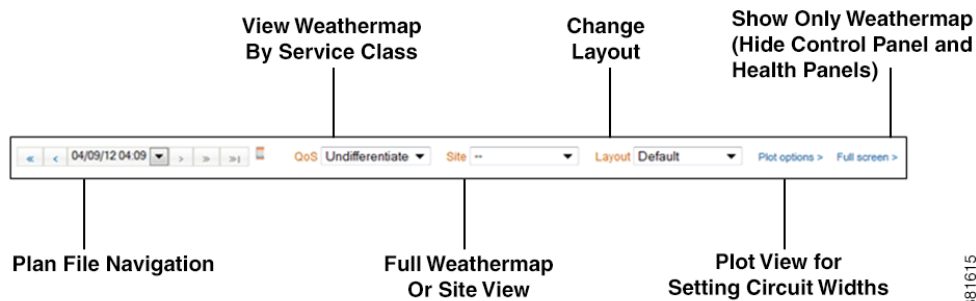 View Weathermap
By Service Class
Change
Layout
Show Only Weathermap
(Hide Control Panel and
Health Panels)
« ‹ 04/09/12 04:09 › » »| QoS Undifferentiate Site -- Layout Default Plot options > Full screen >
Plan File Navigation
Full Weathermap
Or Site View
Plot View for
Setting Circuit Widths